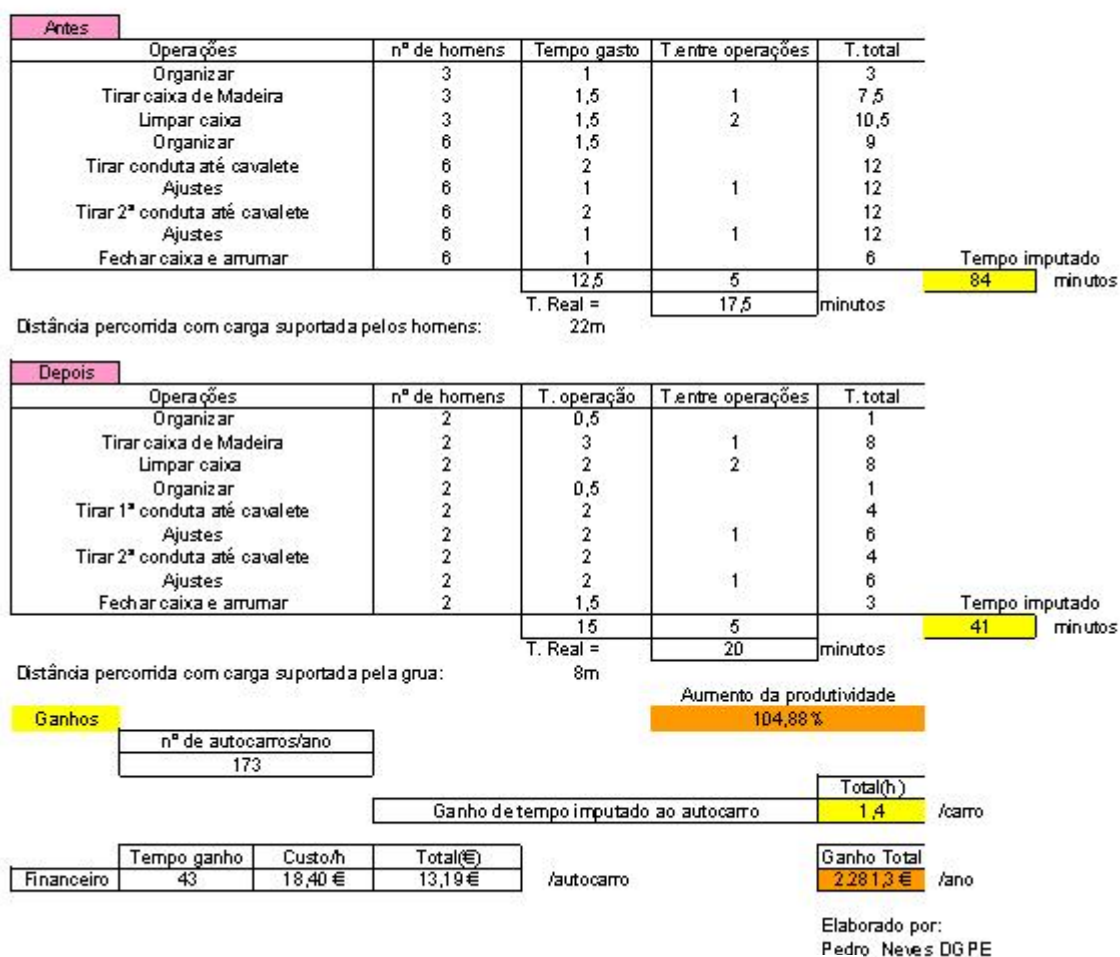 Antes
Operações nº de homens Tempo gasto T.entre operações T. total
Organizar 3 1 3
Tirar caixa de Madeira 3 1,5 1 7,5
Limpar caixa 3 1,5 2 10,5
Organizar 6 1,5 9
Tirar conduta até cavalete 6 2 12
Ajustes 6 1 1 12
Tirar 2ª conduta até cavalete 6 2 12
Ajustes 6 1 1 12
Fechar caixa e arrumar 6 1 6 Tempo imputado
12,5 5 84 minutos
T. Real = 17,5 minutos
Distância percorrida com carga suportada pelos homens: 22m
Depois
Operações nº de homens T. operação T.entre operações T. total
Organizar 2 0,5 1
Tirar caixa de Madeira 2 3 1 8
Limpar caixa 2 2 2 8
Organizar 2 0,5 1
Tirar 1ª conduta até cavalete 2 2 4
Ajustes 2 2 1 6
Tirar 2ª conduta até cavalete 2 2 4
Ajustes 2 2 1 6
Fechar caixa e arrumar 2 1,5 3 Tempo imputado
15 5 41 minutos
T. Real = 20 minutos
Distância percorrida com carga suportada pela grua: 8m
Aumento da produtividade
Ganhos 104,88%
nº de autocarros/ano
173
Total(h)
Ganho de tempo imputado ao autocarro 1,4 /carro
Tempo ganho Custo/h Total(€) Ganho Total
Financeiro 43 18,40 € 13,19 € /autocarro 2.281,3 € /ano
Elaborado por:
Pedro Neves DGPE